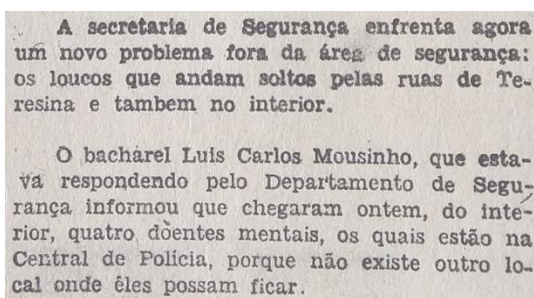 A secretaria de Segurança enfrenta agora
um novo problema fora da área de segurança:
os loucos que andam soltos pelas ruas de Te-
resina e tambem no interior.
O bacharel Luis Carlos Mousinho, que esta-
va respondendo pelo Departamento de Segu-
rança informou que chegaram ontem, do inte-
rior, quatro doentes mentais, os quais estão na
Central de Polícia, porque não existe outro lo-
cal onde êles possam ficar.